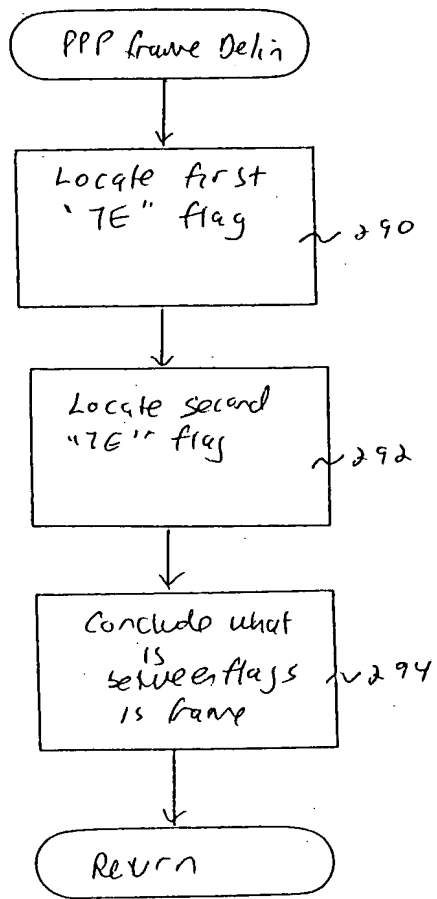 PPP frame Delin
Locate first
"7E" flag
290
Locate second
"7E" flag
292
Conclude what
is
between flags
is frame
294
Return